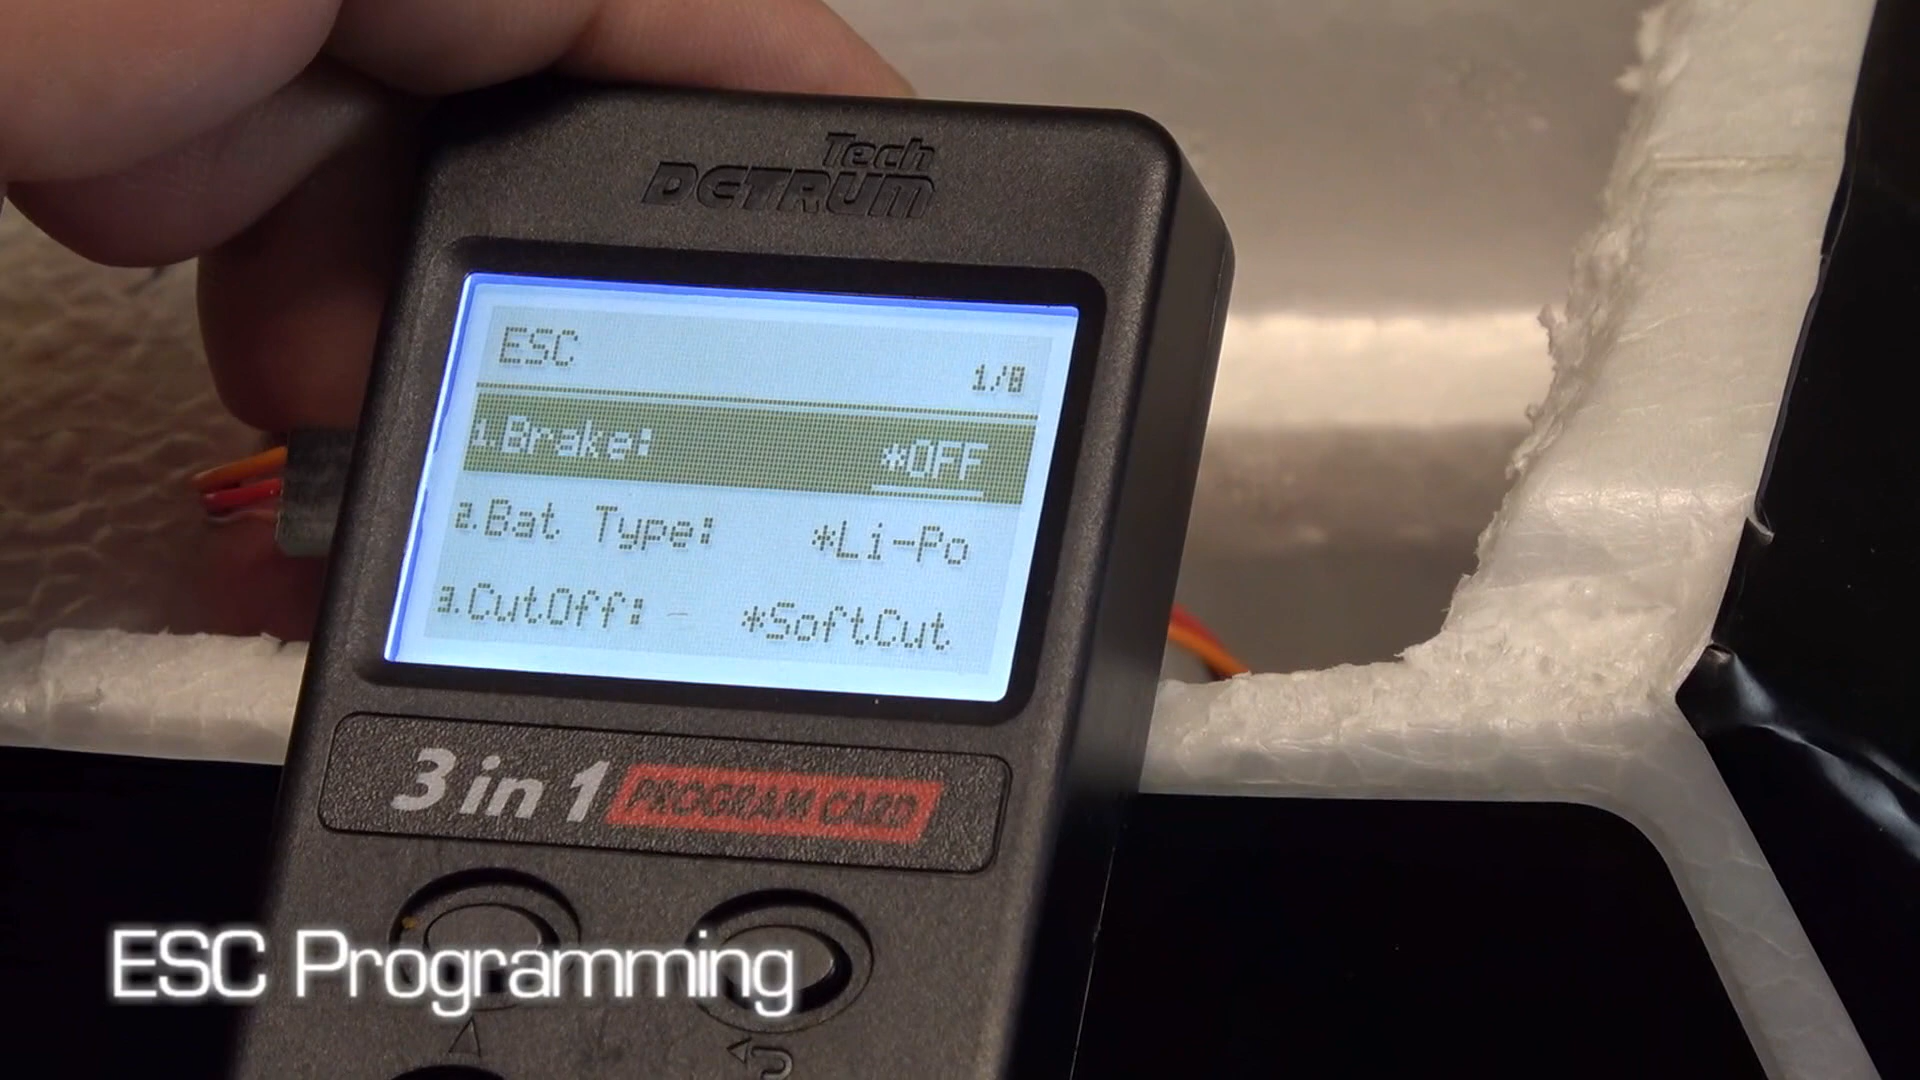 Tech
DETRUM
ESC
1/8
1.Brake: *OFF
2.Bat Type: *Li-Po
3.CutOff: *SoftCut
3 in 1 PROGRAM CARD
ESC Programming